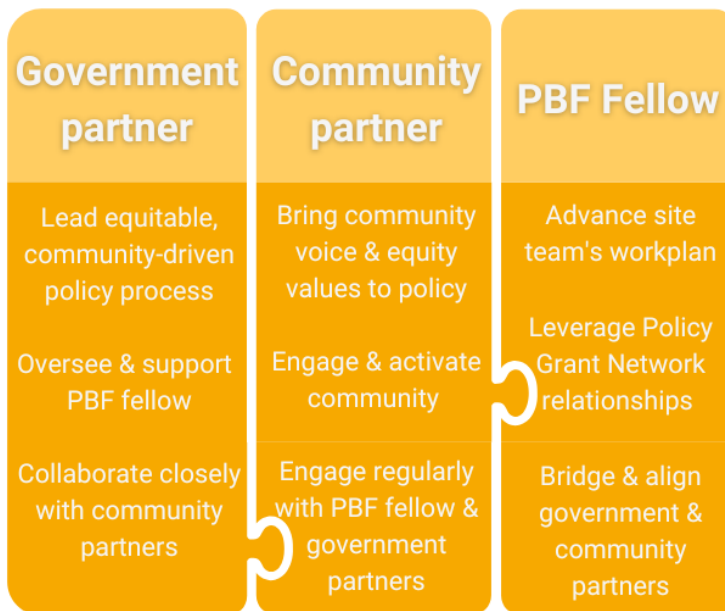 Government
partner
Lead equitable,
community-driven
policy process
Oversee & support
PBF fellow
Collaborate closely
with community
partners
Community
partner
Bring community
voice & equity
values to policy
Engage & activate
community
Engage regularly
with PBF fellow &
government
partners
PBF Fellow
Advance site
team's workplan
Leverage Policy
Grant Network
relationships
Bridge & align
government &
community
partners